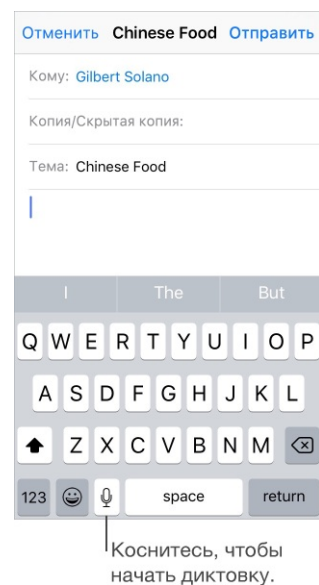 Отменить Chinese Food Отправить
Кому: Gilbert Solano
Копия/Скрытая копия:
Тема: Chinese Food
I The But
Q W E R T Y U I O P
A S D F G H J K L
Z X C V B N M
123 space return
Коснитесь, чтобы
начать диктовку.